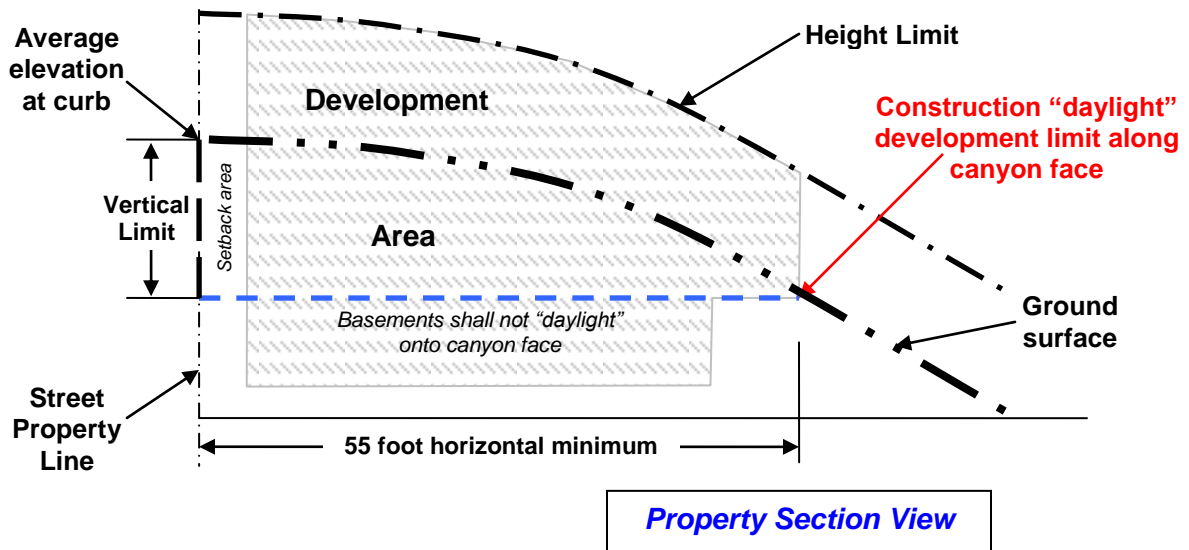 Average
elevation
at curb
Height Limit
Development
Construction “daylight”
development limit along
canyon face
Vertical
Limit
Setback area
Area
Basements shall not “daylight”
onto canyon face
Ground
surface
Street
Property
Line
55 foot horizontal minimum
Property Section View